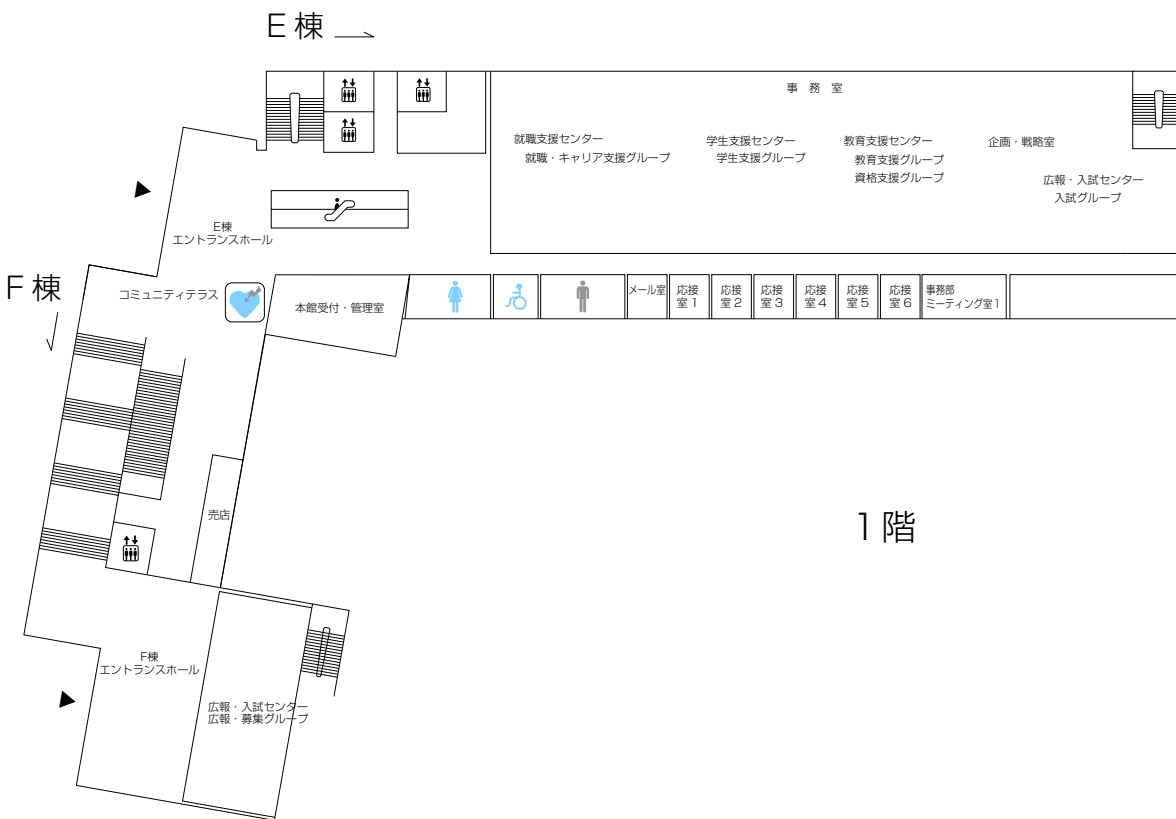 E棟
事務室
就職支援センター
就職・キャリア支援グループ
学生支援センター
学生支援グループ
教育支援センター
教育支援グループ
資格支援グループ
企画・戦略室
広報・入試センター
入試グループ
E棟
エントランスホール
F棟
コミュニティテラス
本館受付・管理室
メール室
応接
室1
応接
室2
応接
室3
応接
室4
応接
室5
応接
室6
事務部
ミーティング室1
売店
1階
F棟
エントランスホール
広報・入試センター
広報・募集グループ